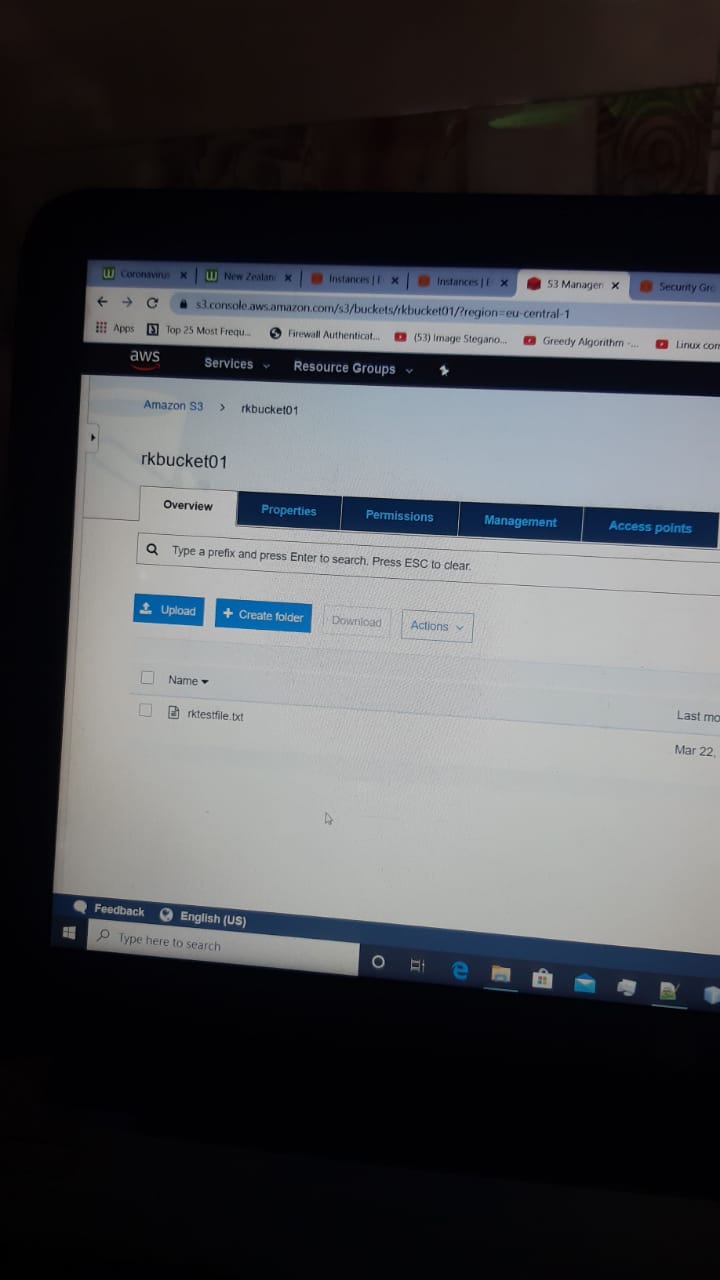 Coronavirus New Zealan Instances | E Instances | E S3 Manager Security Gro
s3.console.aws.amazon.com/s3/buckets/rkbucket01/?region=eu-central-1
Apps Top 25 Most Frequ... Firewall Authenticat... (53) Image Stegano... Greedy Algorithm -... Linux com
aws Services Resource Groups
Amazon S3 > rkbucket01
rkbucket01
Overview Properties Permissions Management Access points
Type a prefix and press Enter to search. Press ESC to clear.
Upload + Create folder Download Actions
Name Last mo
rktestfile.txt Mar 22,
Feedback English (US)
Type here to search